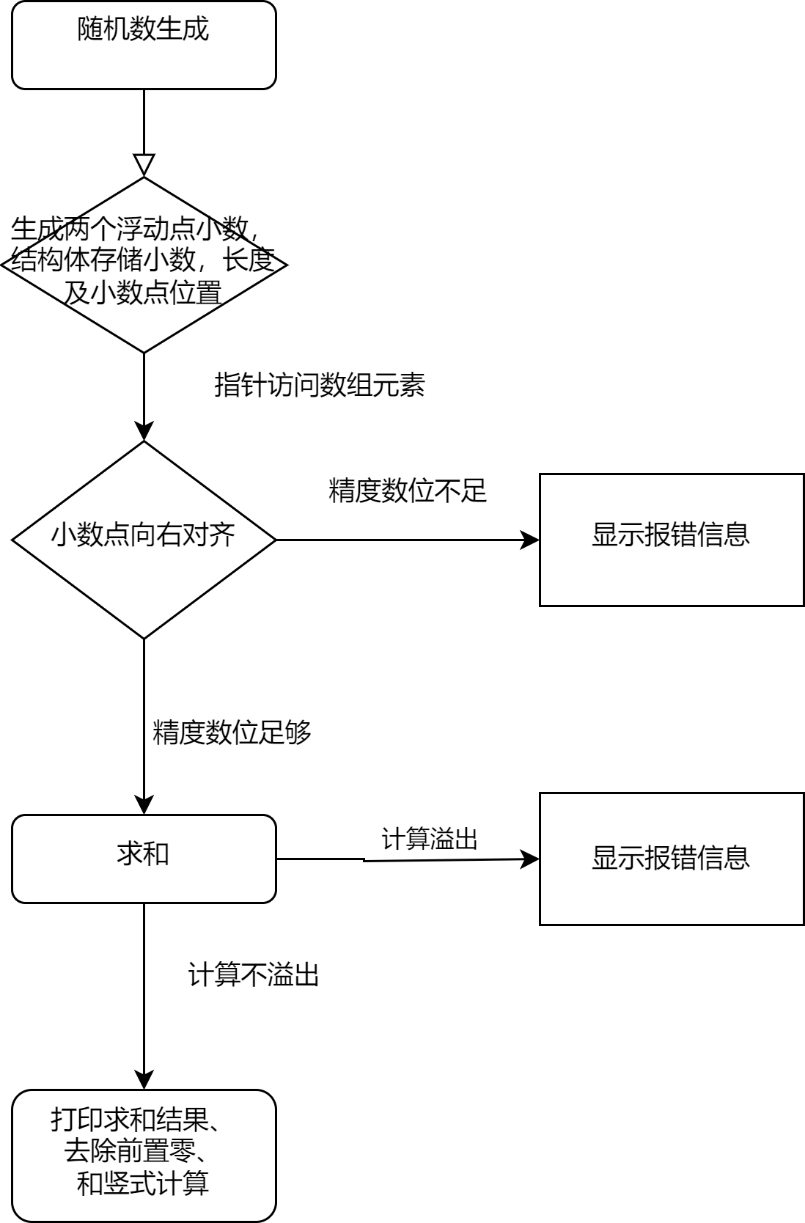 随机数生成
生成两个浮动点小数，
结构体存储小数，长度
及小数点位置
指针访问数组元素
精度数位不足
小数点向右对齐
显示报错信息
精度数位足够
计算溢出
求和
显示报错信息
计算不溢出
打印求和结果、
去除前置零、
和竖式计算